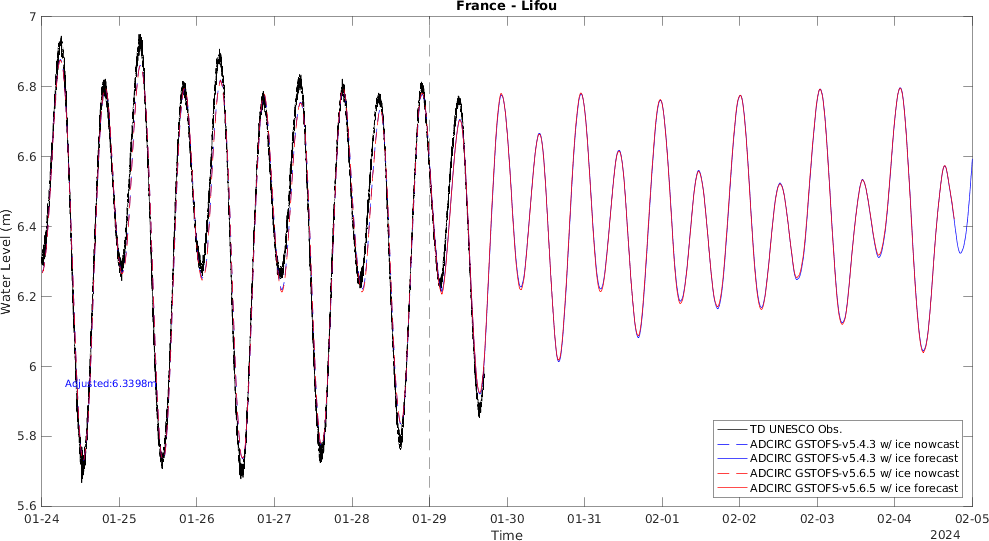 France - Lifou
7
6.8
6.6
6.4
6.2
6
5.8
5.6
Water Level (m)
Adjusted:6.3398m
TD UNESCO Obs.
ADCIRC GSTOFS-v5.4.3 w/ ice nowcast
ADCIRC GSTOFS-v5.4.3 w/ ice forecast
ADCIRC GSTOFS-v5.6.5 w/ ice nowcast
ADCIRC GSTOFS-v5.6.5 w/ ice forecast
01-24 01-25 01-26 01-27 01-28 01-29 01-30 01-31 02-01 02-02 02-03 02-04 02-05
Time
2024